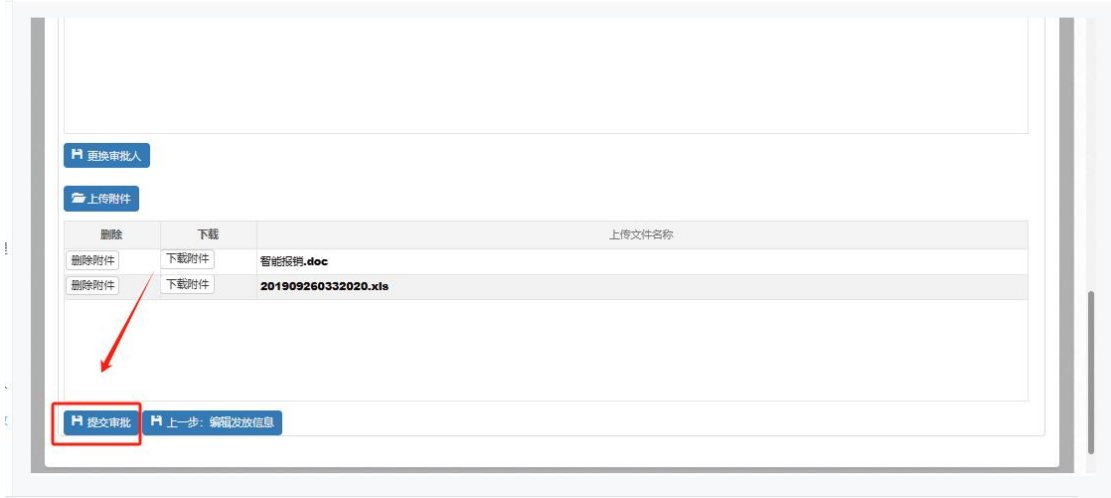 更换审批人
上传附件
删除 下载 上传文件名称
删除附件 下载附件 智能报销.doc
删除附件 下载附件 201909260332020.xls
提交审批 上一步：编辑发放信息